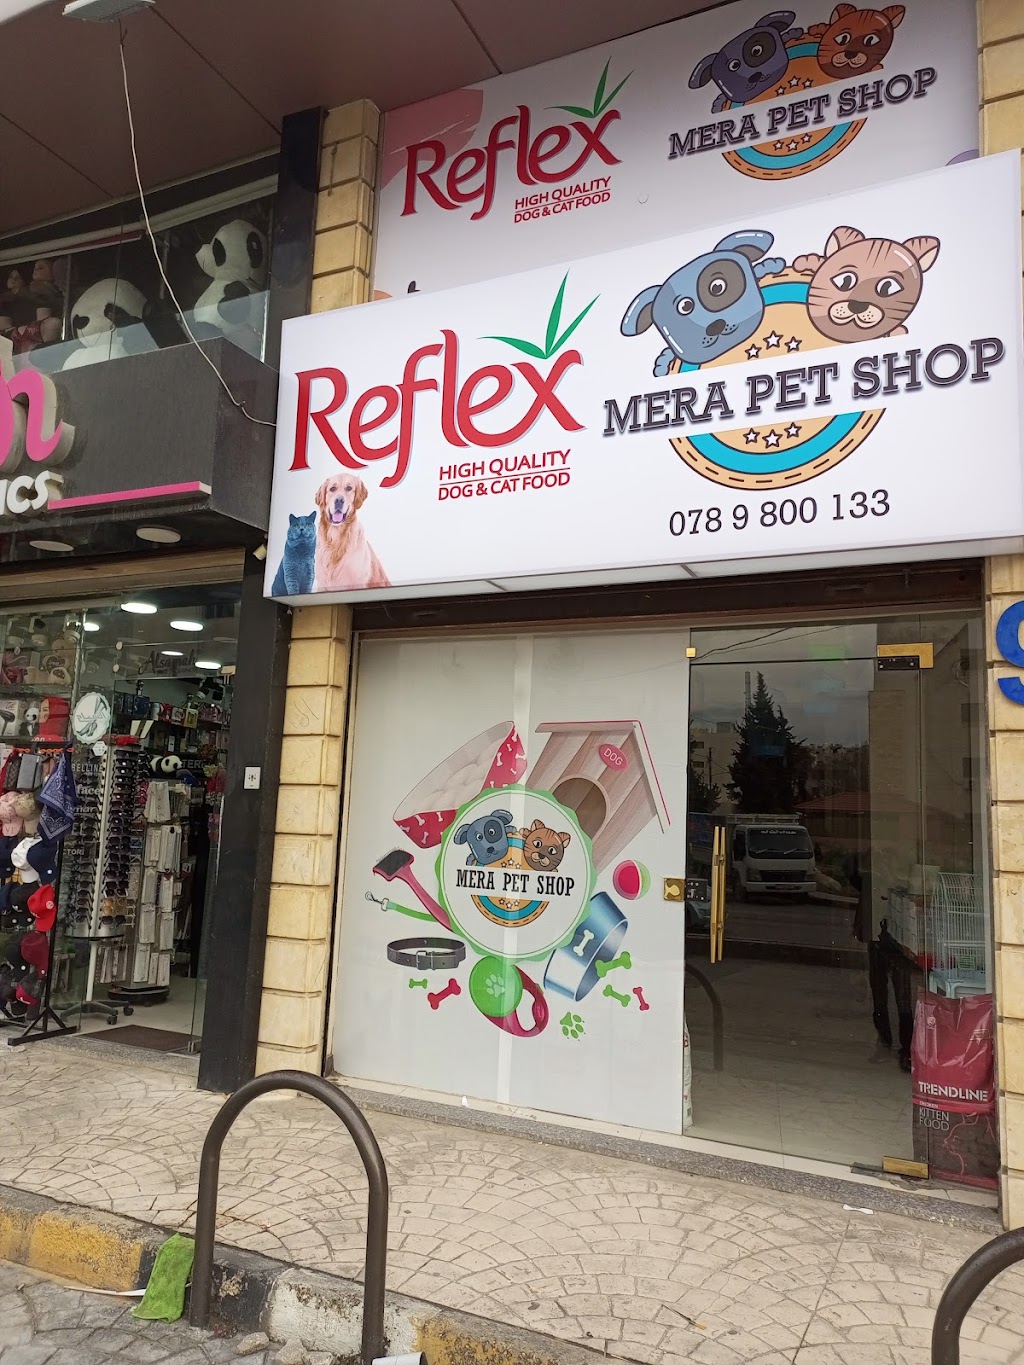 Reflex
HIGH QUALITY
DOG & CAT FOOD
MERA PET SHOP
Reflex
HIGH QUALITY
DOG & CAT FOOD
MERA PET SHOP
078 9 800 133
DOG
MERA PET SHOP
TRENDLINE
KITTEN
FOOD